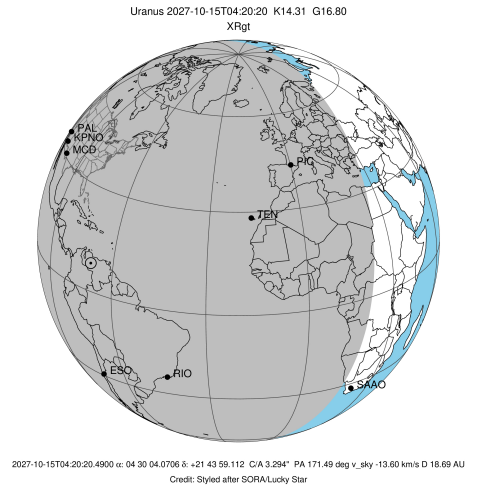 Uranus 2027-10-15T04:20:20 K14.31 G16.80
XRgt
PAL
KPNO
MCD
PIC
TEN
ESO
RIO
SAAO
2027-10-15T04:20:20.4900 α: 04 30 04.0706 δ: +21 43 59.112 C/A 3.294" PA 171.49 deg v_sky -13.60 km/s D 18.69 AU
Credit: Styled after SORA/Lucky Star